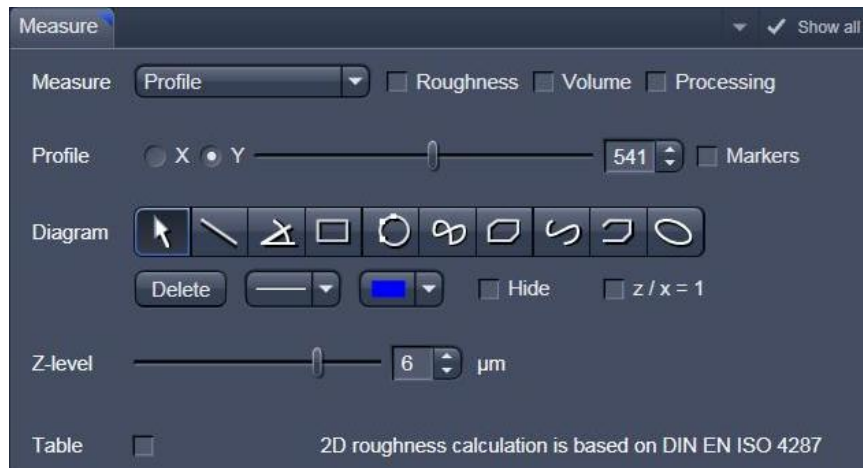 Measure Show all
Measure Profile Roughness Volume Processing
Profile X Y 541 Markers
Diagram
Delete Hide z / x = 1
Z-level 6 µm
Table 2D roughness calculation is based on DIN EN ISO 4287